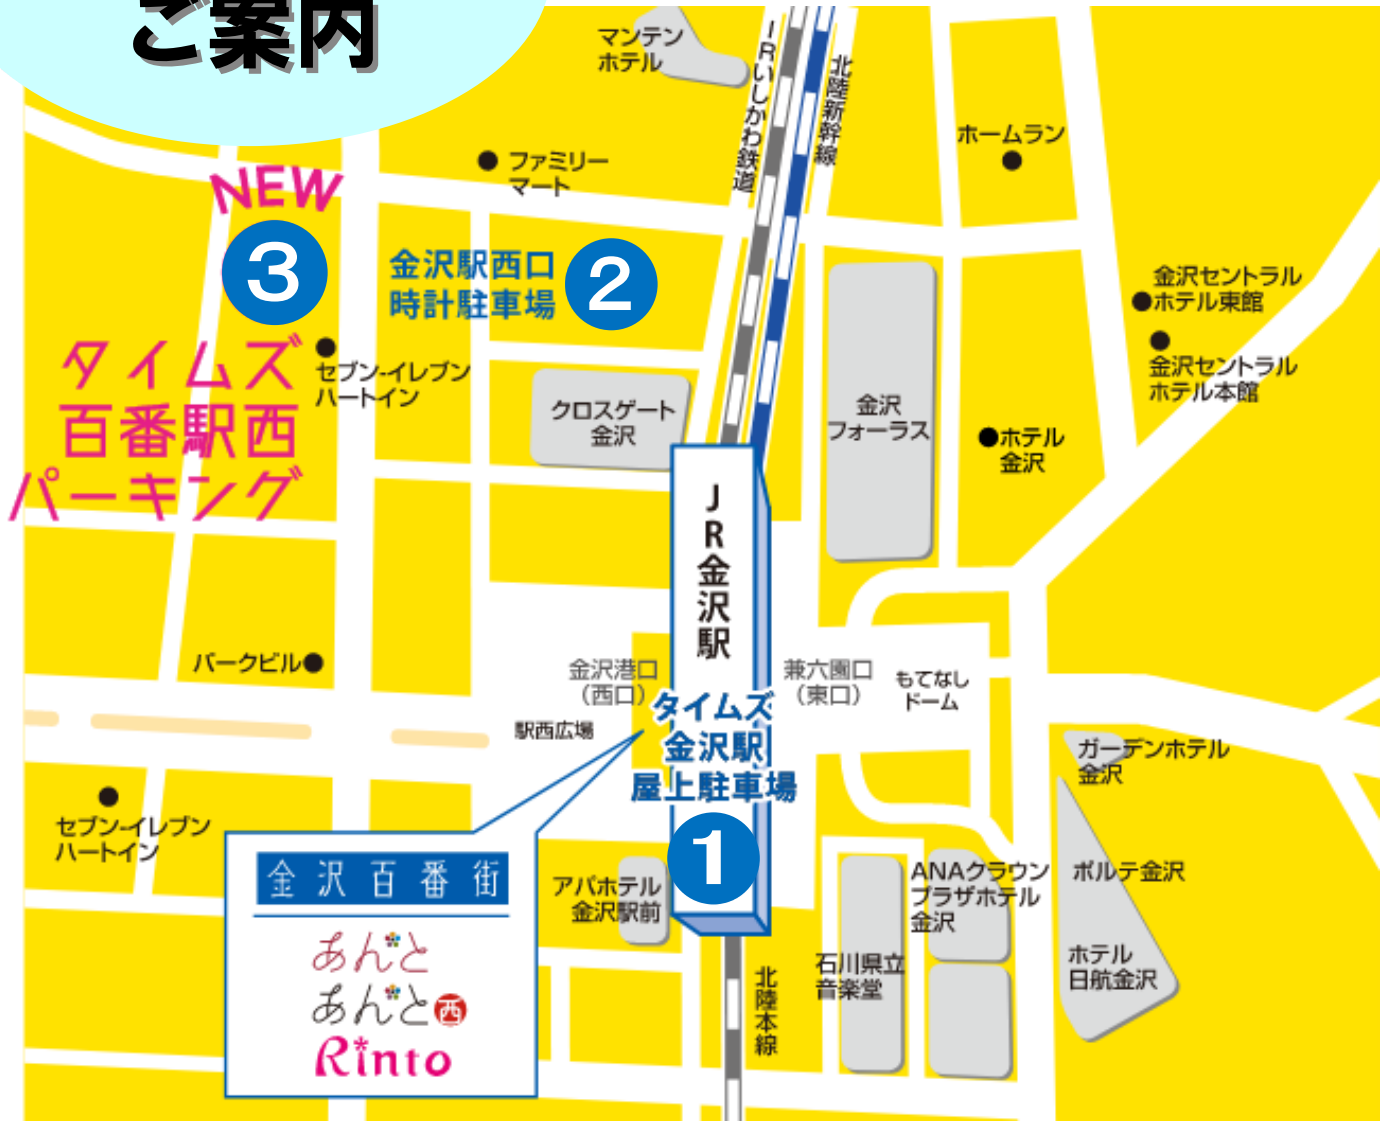 ご案内
マンテン
ホテル
IRいしかわ鉄道
北陸新幹線
ホームラン
ファミリー
マート
NEW
3
金沢駅西口
時計駐車場
2
金沢セントラル
ホテル東館
金沢セントラル
ホテル本館
タイムズ
百番駅西
パーキング
セブン-イレブン
ハートイン
クロスゲート
金沢
金沢
フォーラス
ホテル
金沢
JR金沢駅
パークビル
金沢港口
（西口）
兼六園口
（東口）
もてなし
ドーム
駅西広場
タイムズ
金沢駅
屋上駐車場
1
ガーデンホテル
金沢
セブン-イレブン
ハートイン
金沢百番街
あんと
あんと西
Rinto
アパホテル
金沢駅前
ANAクラウン
プラザホテル
金沢
ポルテ金沢
ホテル
日航金沢
石川県立
音楽堂
北陸本線